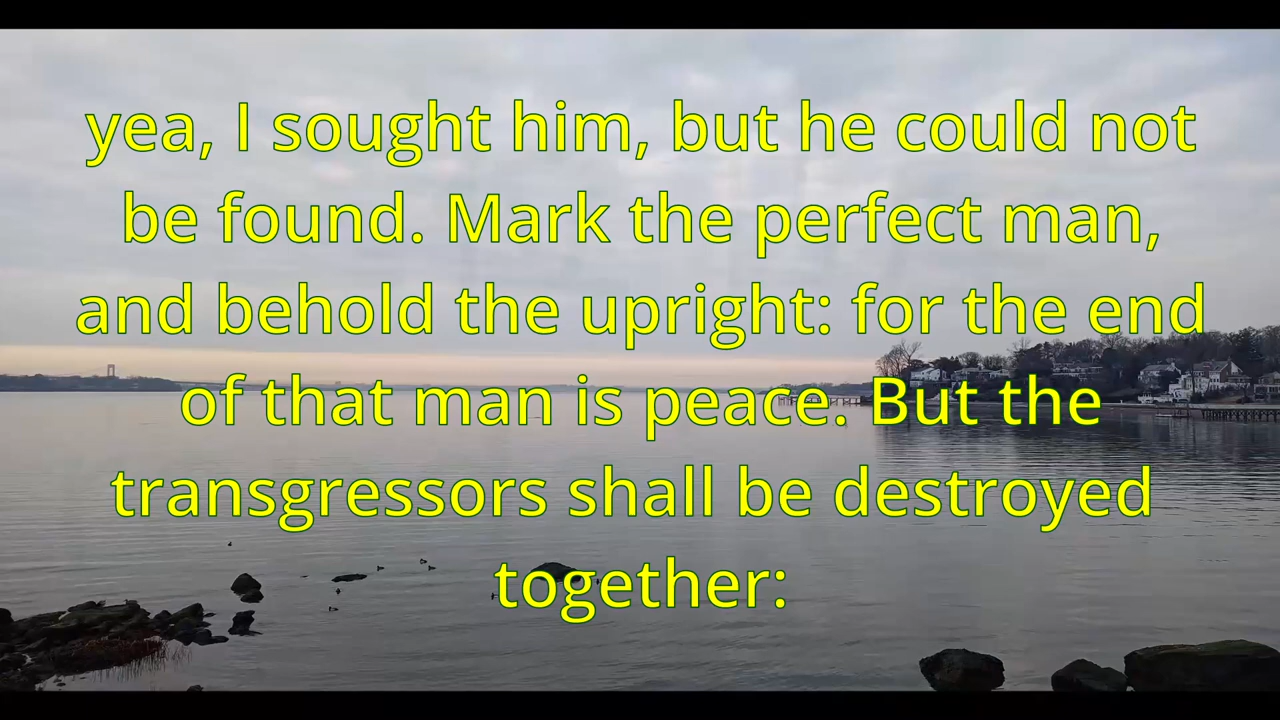 yea, I sought him, but he could not
be found. Mark the perfect man,
and behold the upright: for the end
of that man is peace. But the
transgressors shall be destroyed
together: